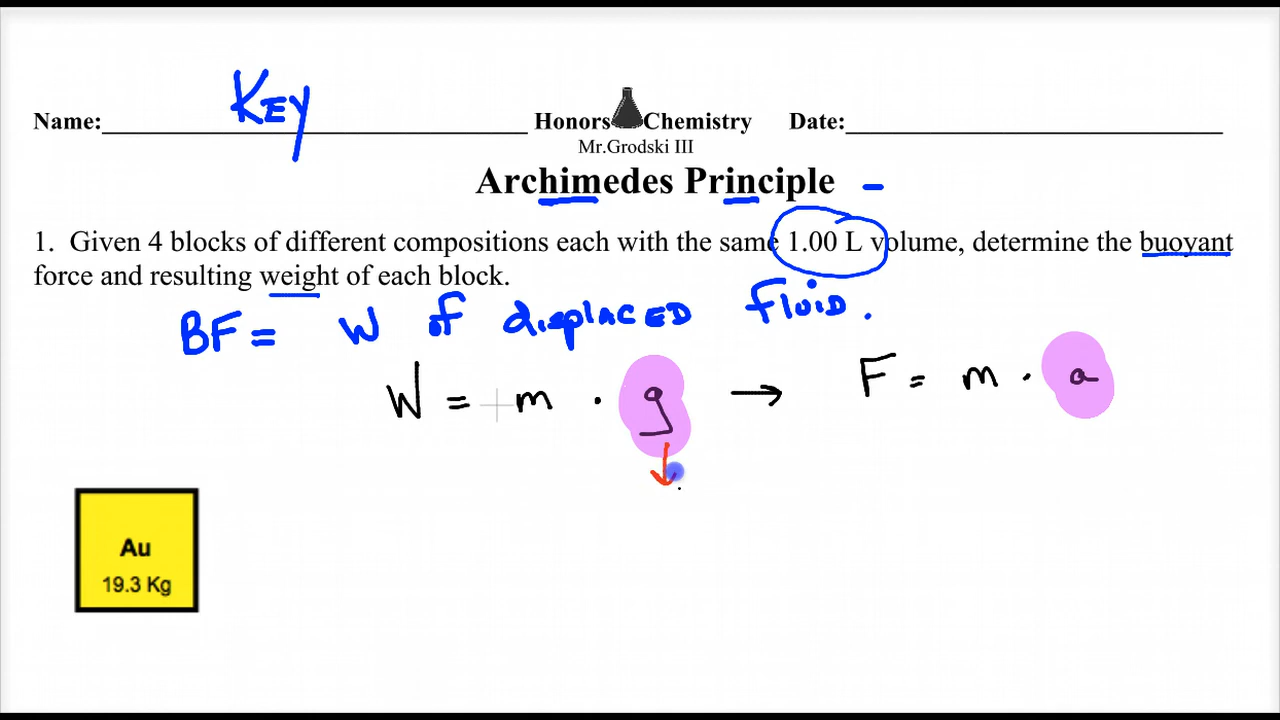 KEY
Name:________________ Honors Chemistry Date:________________
Mr.Grodski III
Archimedes Principle -
1. Given 4 blocks of different compositions each with the same 1.00 L volume, determine the buoyant
force and resulting weight of each block.
BF = W of displACED fluiD.
W = m · g → F = m · a
Au
19.3 Kg